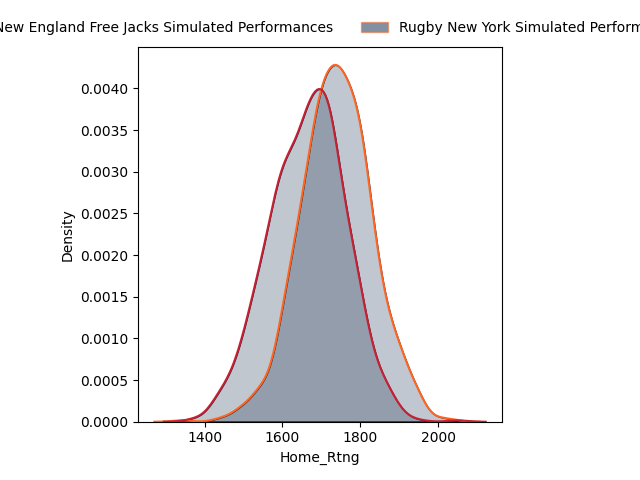 New England Free Jacks Simulated Performances Rugby New York Simulated
0.0040
0.0035
0.0030
0.0025
0.0020
0.0015
0.0010
0.0005
0.0000
Density
1400 1600 1800 2000
Home_Rtng